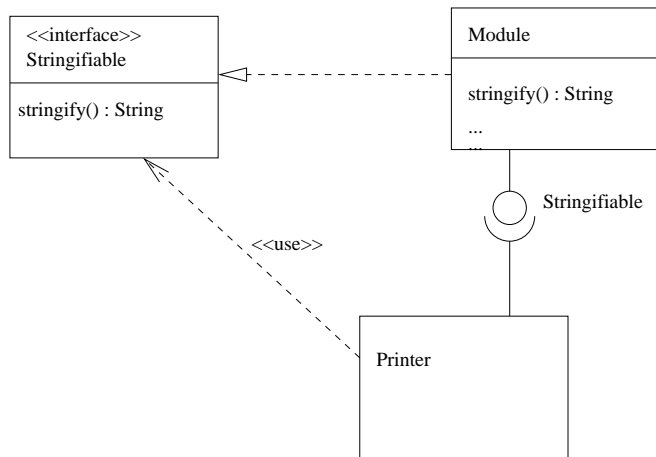 <<interface>>
Stringifiable
stringify() : String
Module
stringify() : String
...
...
Stringifiable
<<use>>
Printer